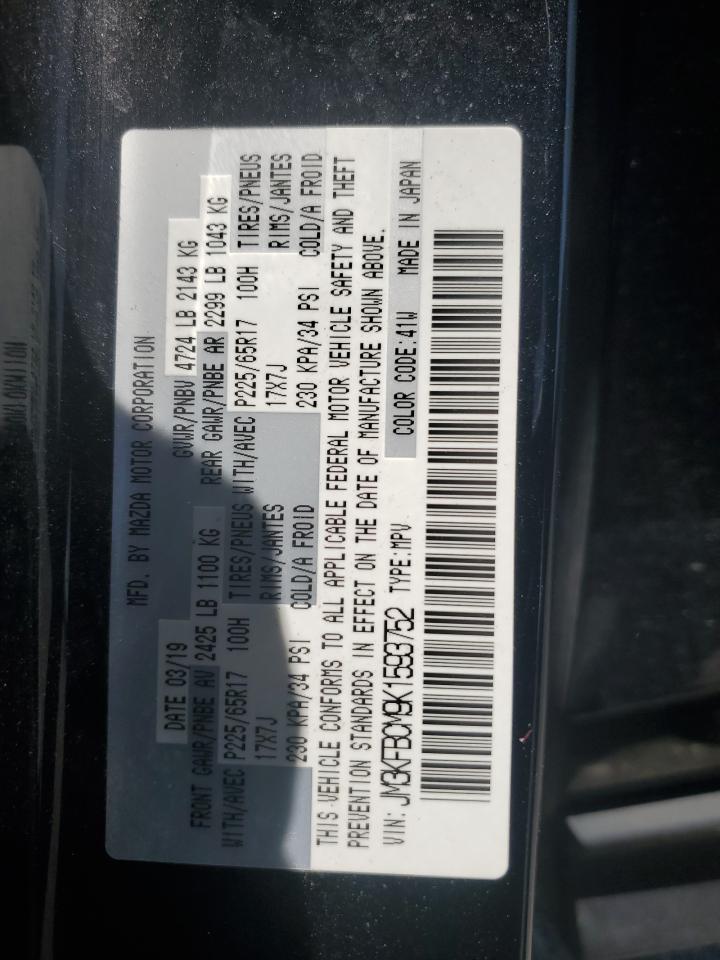 MFD. BY MAZDA MOTOR CORPORATION
DATE 03/19 GVWR/PNBV 4724 LB 2143 KG
FRONT GAWR/PNBE AV 2425 LB 1100 KG REAR GAWR/PNBE AR 2299 LB 1043 KG
WITH/AVEC P225/65R17 100H TIRES/PNEUS WITH/AVEC P225/65R17 100H TIRES/PNEUS
17X7J RIMS/JANTES 17X7J RIMS/JANTES
230 KPA/34 PSI COLD/A FROID 230 KPA/34 PSI COLD/A FROID
THIS VEHICLE CONFORMS TO ALL APPLICABLE FEDERAL MOTOR VEHICLE SAFETY AND THEFT
PREVENTION STANDARDS IN EFFECT ON THE DATE OF MANUFACTURE SHOWN ABOVE.
VIN: JM3KFBCM9K1593752 TYPE:MPV COLOR CODE:41W MADE IN JAPAN